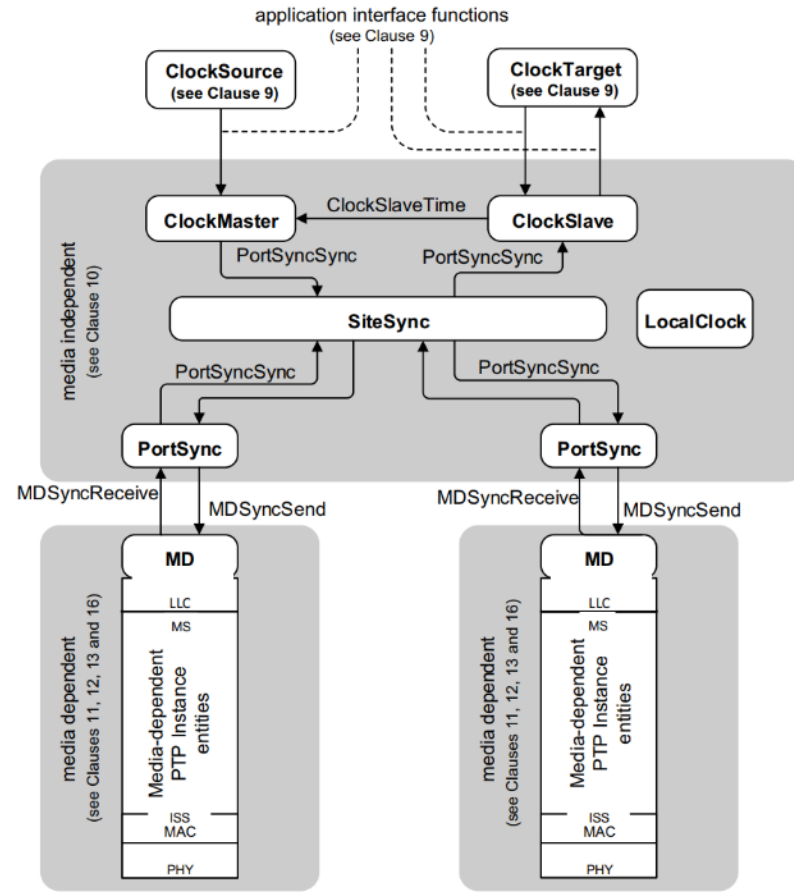 application interface functions
(see Clause 9)
ClockSource
(see Clause 9)
ClockTarget
(see Clause 9)
ClockMaster
ClockSlaveTime
ClockSlave
PortSyncSync
PortSyncSync
media independent
(see Clause 10)
SiteSync
LocalClock
PortSyncSync
PortSyncSync
PortSync
PortSync
MDSyncReceive
MDSyncSend
MDSyncReceive
MDSyncSend
media dependent
(see Clauses 11, 12, 13 and 16)
MD
LLC
MS
Media-dependent
PTP Instance
entities
ISS
MAC
PHY
media dependent
(see Clauses 11, 12, 13 and 16)
MD
LLC
MS
Media-dependent
PTP Instance
entities
ISS
MAC
PHY